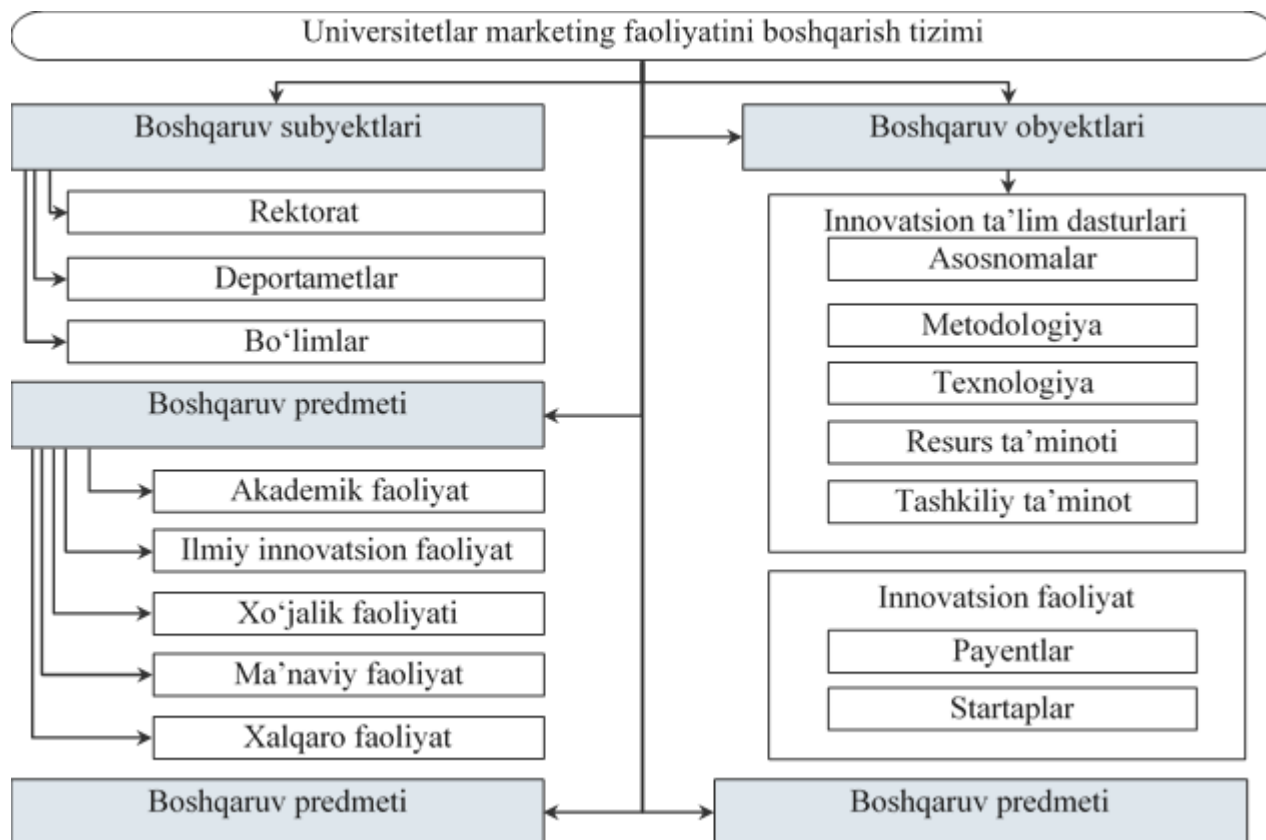 Universitetlar marketing faoliyatini boshqarish tizimi
Boshqaruv subyektlari
Rektorat
Deportametlar
Bo‘limlar
Boshqaruv predmeti
Akademik faoliyat
Ilmiy innovatsion faoliyat
Xo‘jalik faoliyati
Ma’naviy faoliyat
Xalqaro faoliyat
Boshqaruv predmeti
Boshqaruv obyektlari
Innovatsion ta’lim dasturlari
Asosnomalar
Metodologiya
Texnologiya
Resurs ta’minoti
Tashkiliy ta’minot
Innovatsion faoliyat
Payentlar
Startaplar
Boshqaruv predmeti